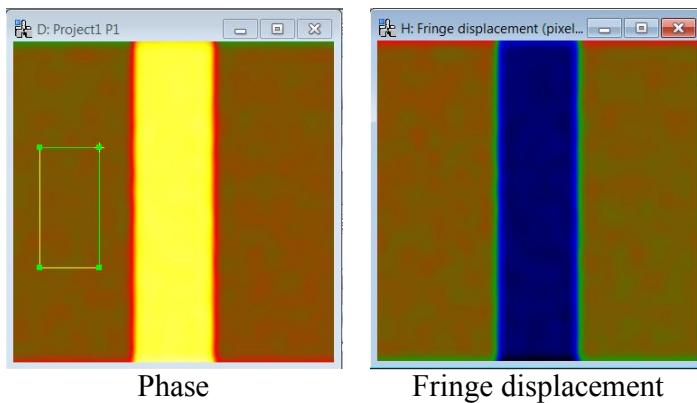 D: Project1 P1
H: Fringe displacement (pixel...
Phase
Fringe displacement